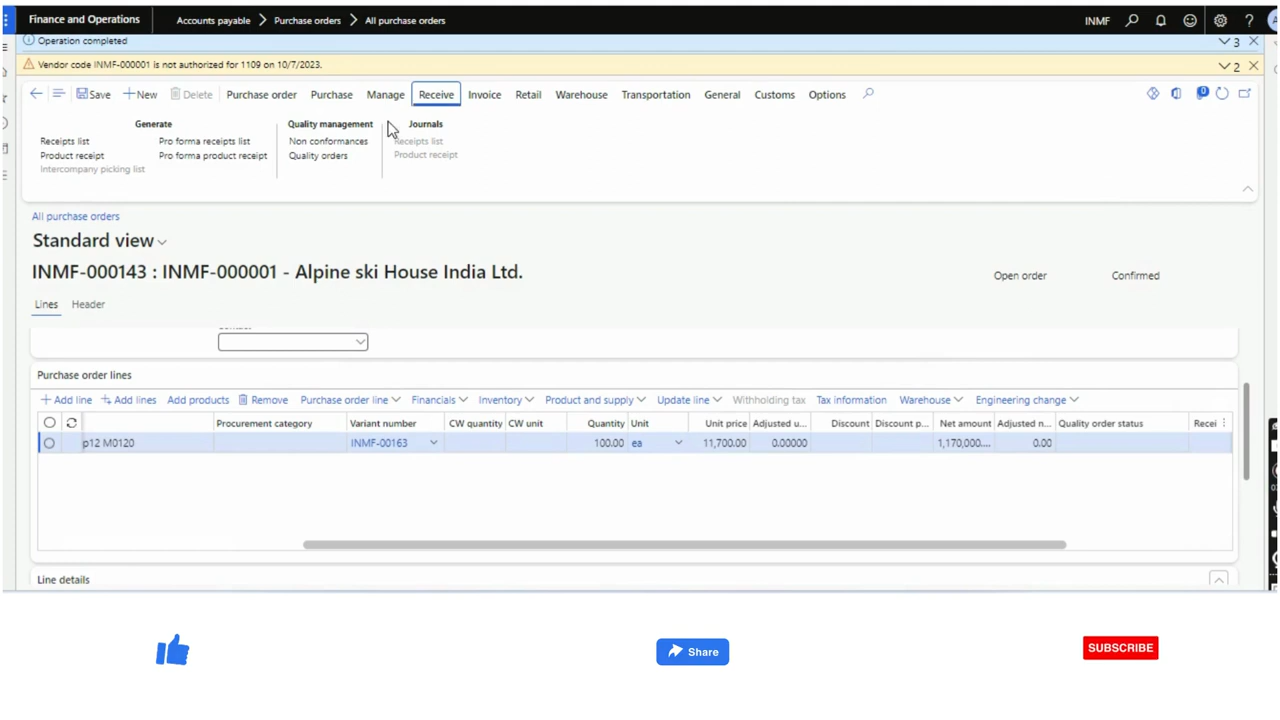 Finance and Operations Accounts payable Purchase orders All purchase orders INMF ?
Operation completed 3
Vendor code INMF-000001 is not authorized for 1109 on 10/7/2023. 2
Save New Delete Purchase order Purchase Manage Receive Invoice Retail Warehouse Transportation General Customs Options 0
Generate Quality management Journals
Receipts list Pro forma receipts list Non conformances Receipts list
Product receipt Pro forma product receipt Quality orders Product receipt
Intercompany picking list
All purchase orders
Standard view
INMF-000143 : INMF-000001 - Alpine ski House India Ltd. Open order Confirmed
Lines Header
Purchase order lines
+ Add line Add lines Add products Remove Purchase order line Financials Inventory Product and supply Update line Withholding tax Tax information Warehouse Engineering change
Procurement category Variant number CW quantity CW unit Quantity Unit Unit price Adjusted u... Discount Discount p... Net amount Adjusted n... Quality order status Recei
p12 M0120 INMF-00163 100.00 ea 11,700.00 0.00000 1,170,000.... 0.00
Line details
Share SUBSCRIBE